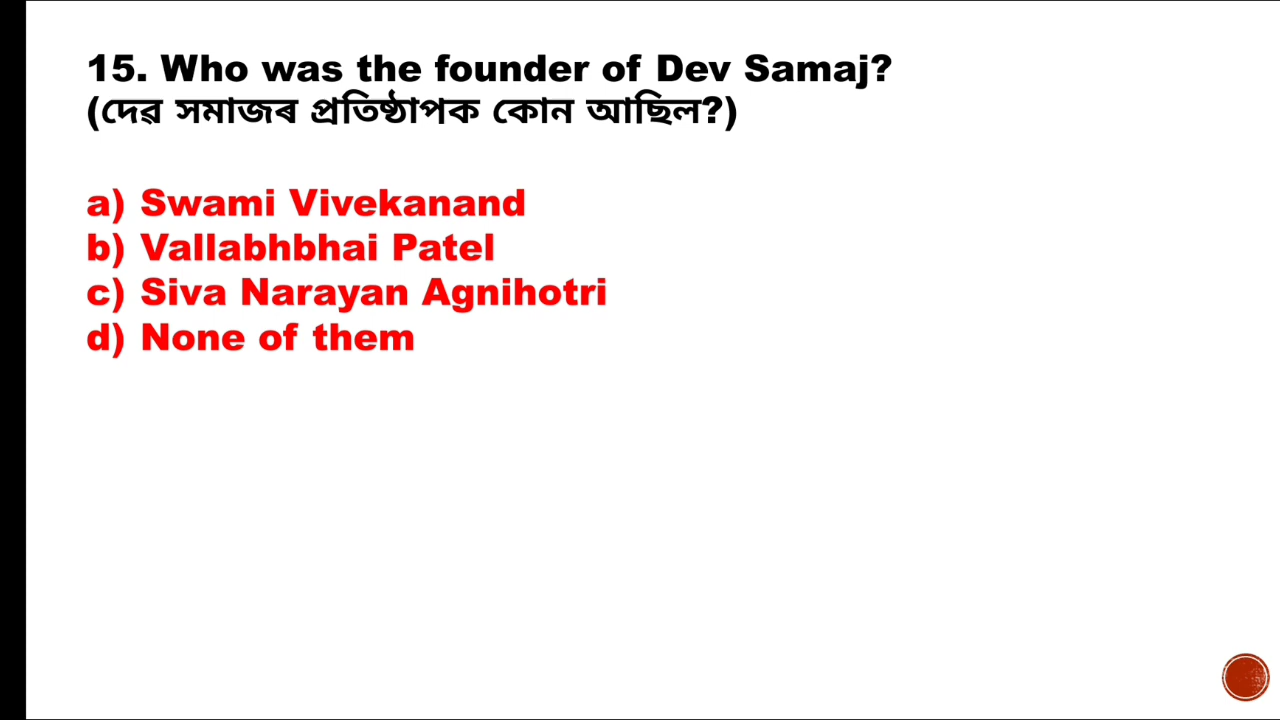 15. Who was the founder of Dev Samaj?
(দেৱ সমাজৰ প্ৰতিষ্ঠাপক কোন আছিল?)
a) Swami Vivekanand
b) Vallabhbhai Patel
c) Siva Narayan Agnihotri
d) None of them